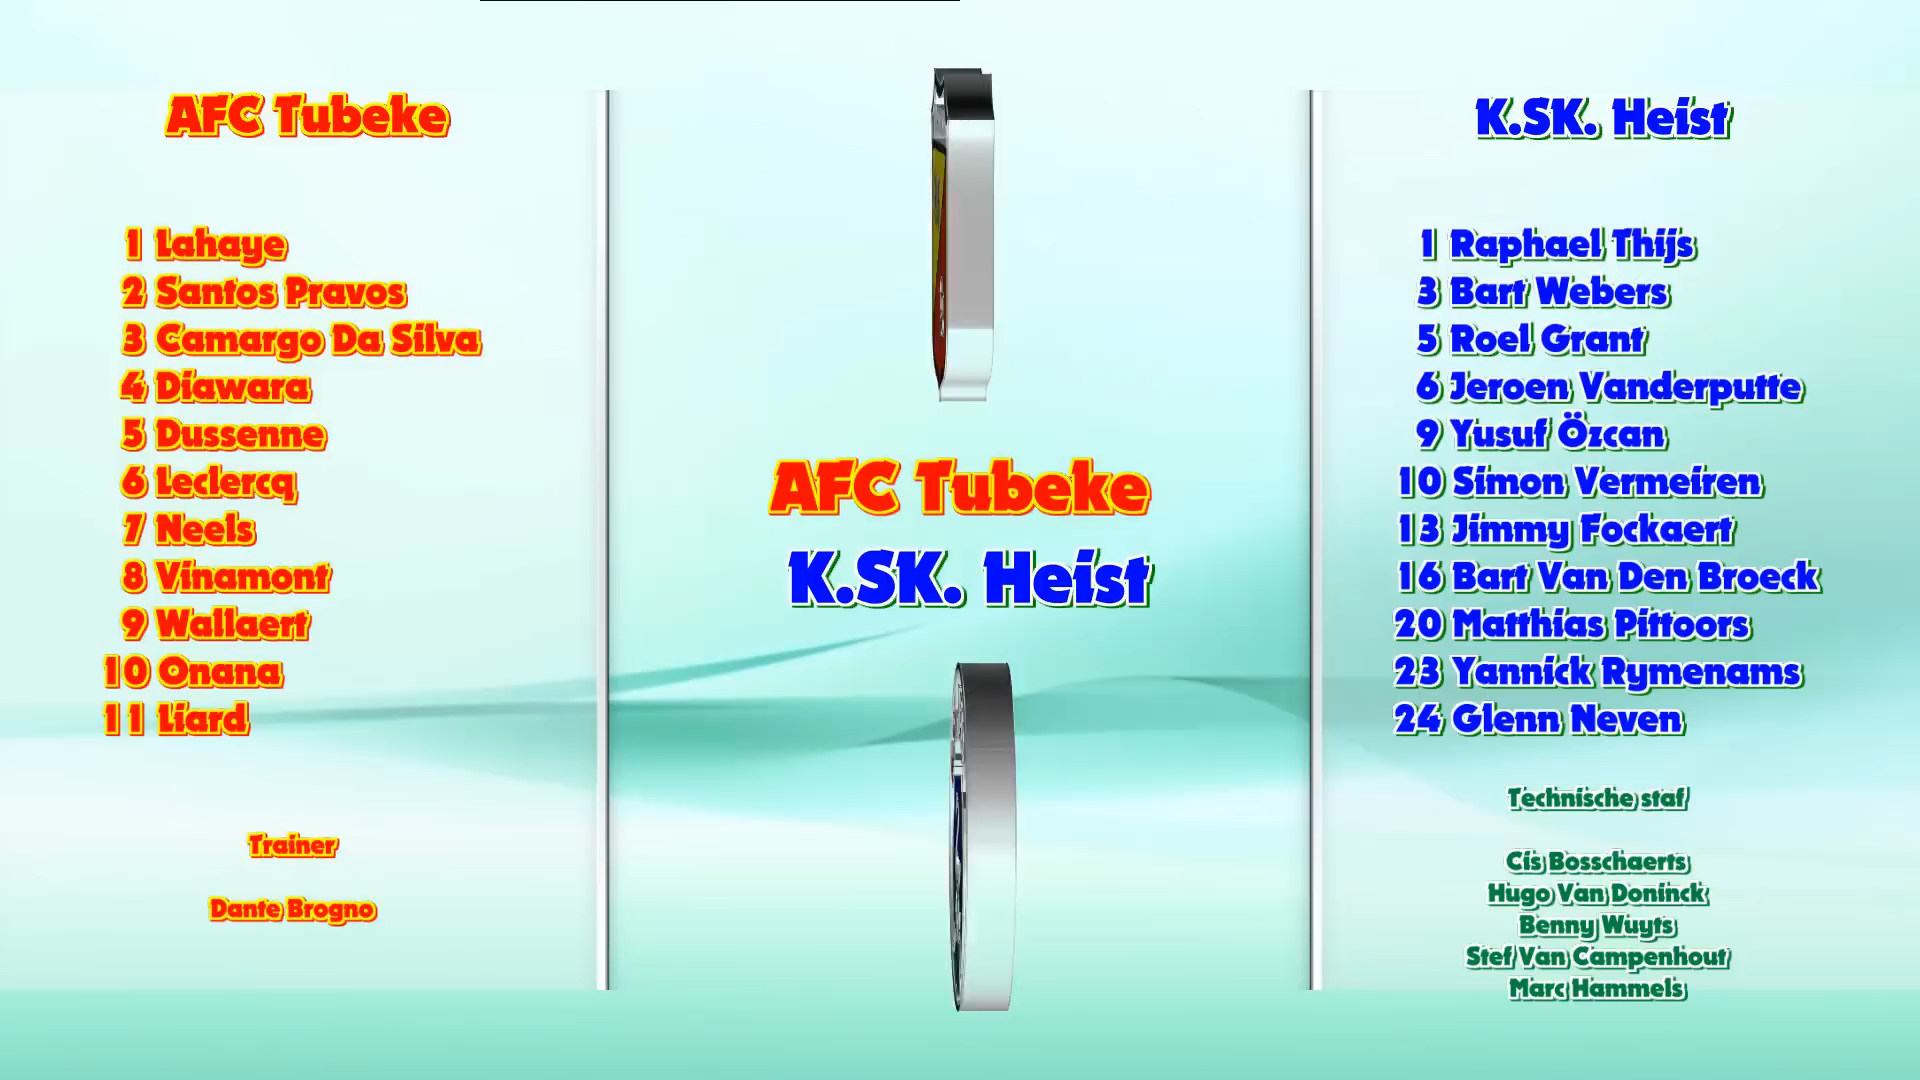 AFC Tubeke
1 Lahaye
2 Santos Pravos
3 Camargo Da Silva
4 Diawara
5 Dussenne
6 Leclercq
7 Neels
8 Vinamont
9 Wallaert
10 Onana
11 Liard
Trainer
Dante Brogno
AFC Tubeke
K.SK. Heist
K.SK. Heist
1 Raphael Thijs
3 Bart Webers
5 Roel Grant
6 Jeroen Vanderputte
9 Yusuf Özcan
10 Simon Vermeiren
13 Jimmy Fockaert
16 Bart Van Den Broeck
20 Matthias Pittoors
23 Yannick Rymenams
24 Glenn Neven
Technische staf
Cis Bosschaerts
Hugo Van Doninck
Benny Wuyts
Stef Van Campenhout
Marc Hammels